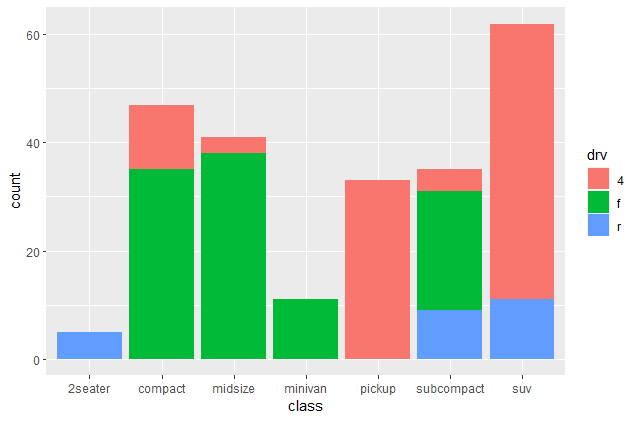 60
40
20
0
count
2seater compact midsize minivan pickup subcompact suv
class
drv
4
f
r